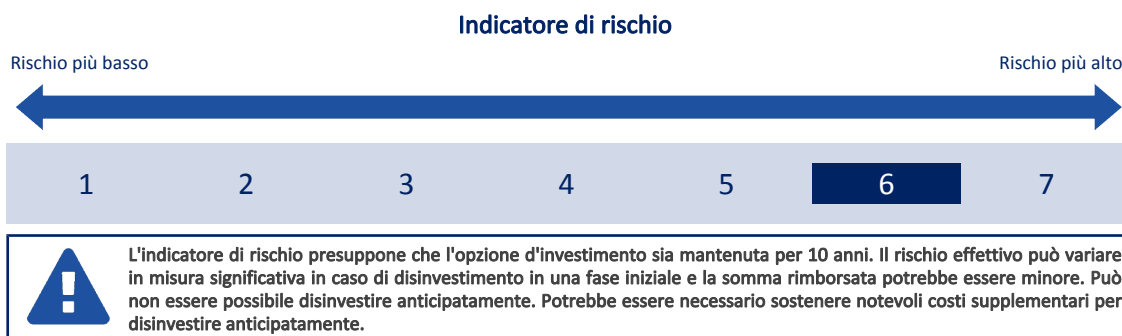 Indicatore di rischio
Rischio più basso
Rischio più alto
1 2 3 4 5 6 7
L'indicatore di rischio presuppone che l'opzione d'investimento sia mantenuta per 10 anni. Il rischio effettivo può variare
in misura significativa in caso di disinvestimento in una fase iniziale e la somma rimborsata potrebbe essere minore. Può
non essere possibile disinvestire anticipatamente. Potrebbe essere necessario sostenere notevoli costi supplementari per
disinvestire anticipatamente.